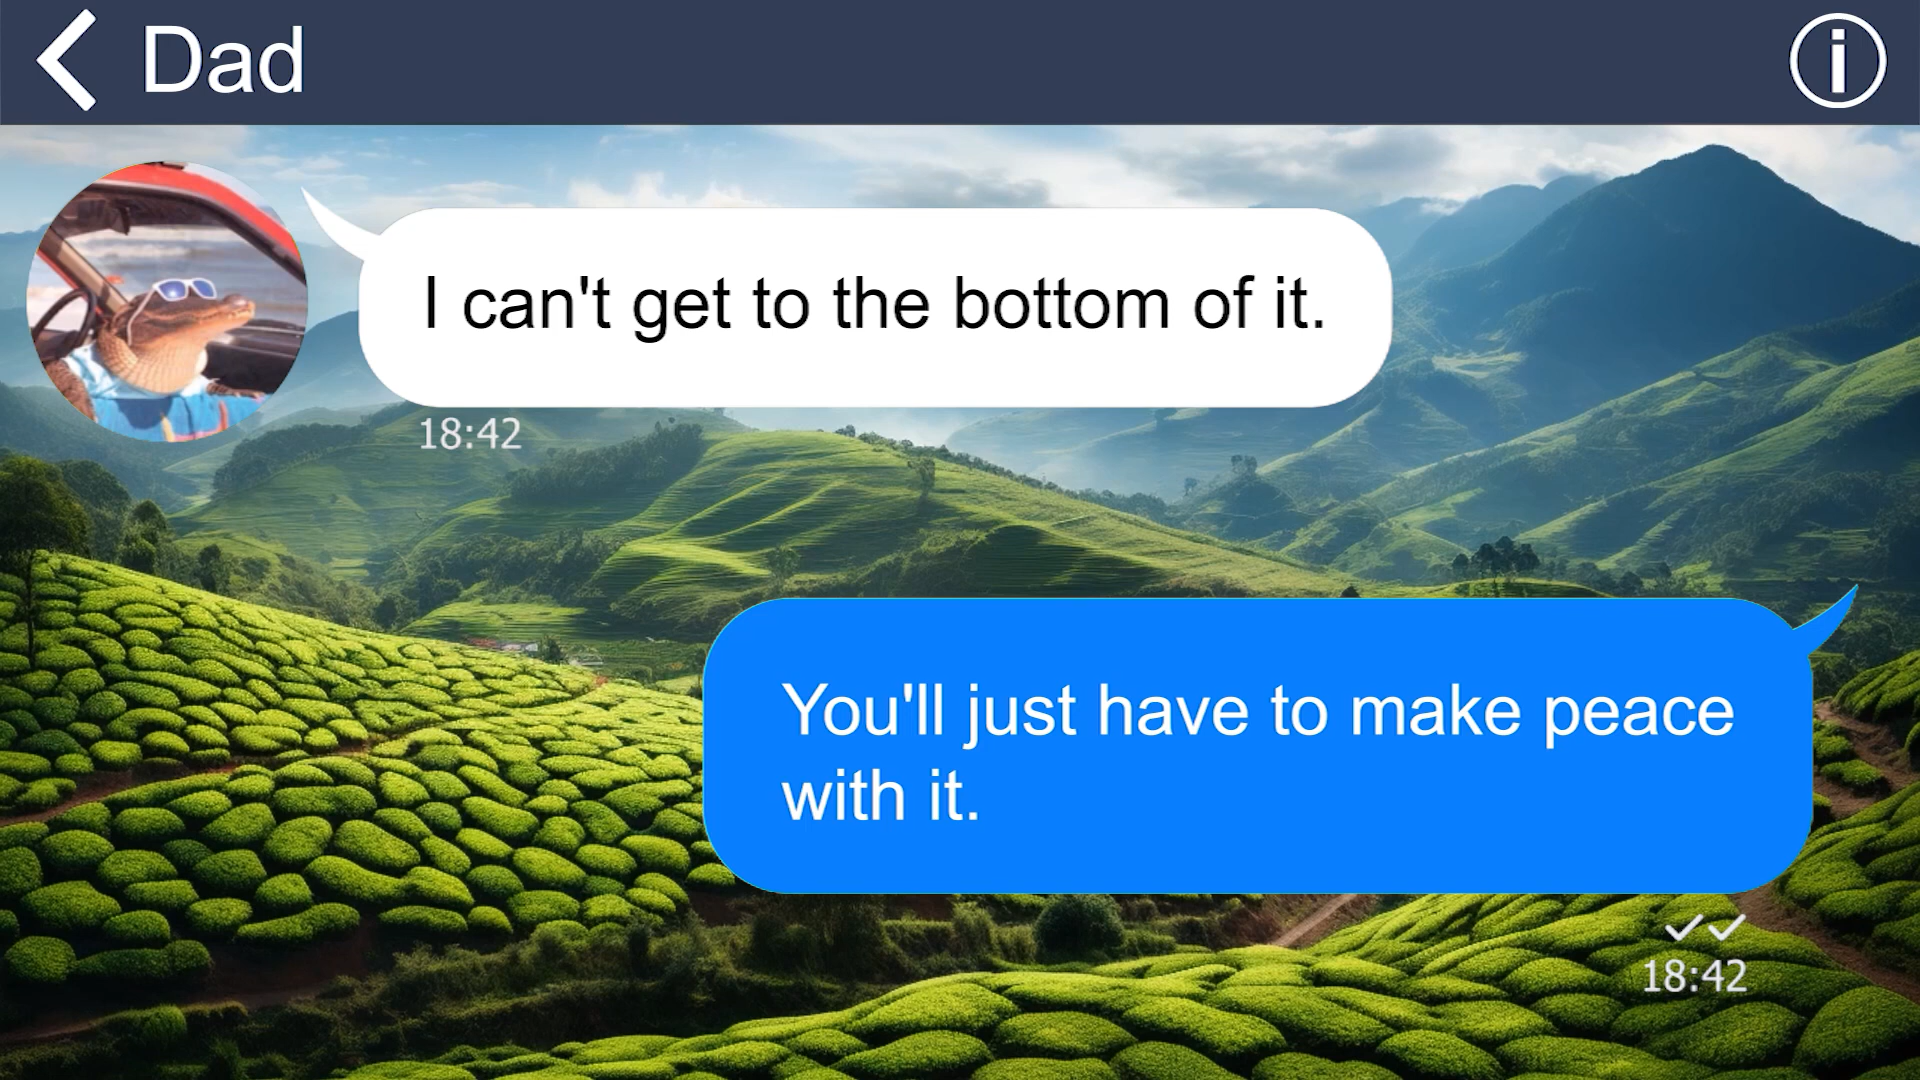 Dad
I can't get to the bottom of it.
18:42
You'll just have to make peace
with it.
18:42